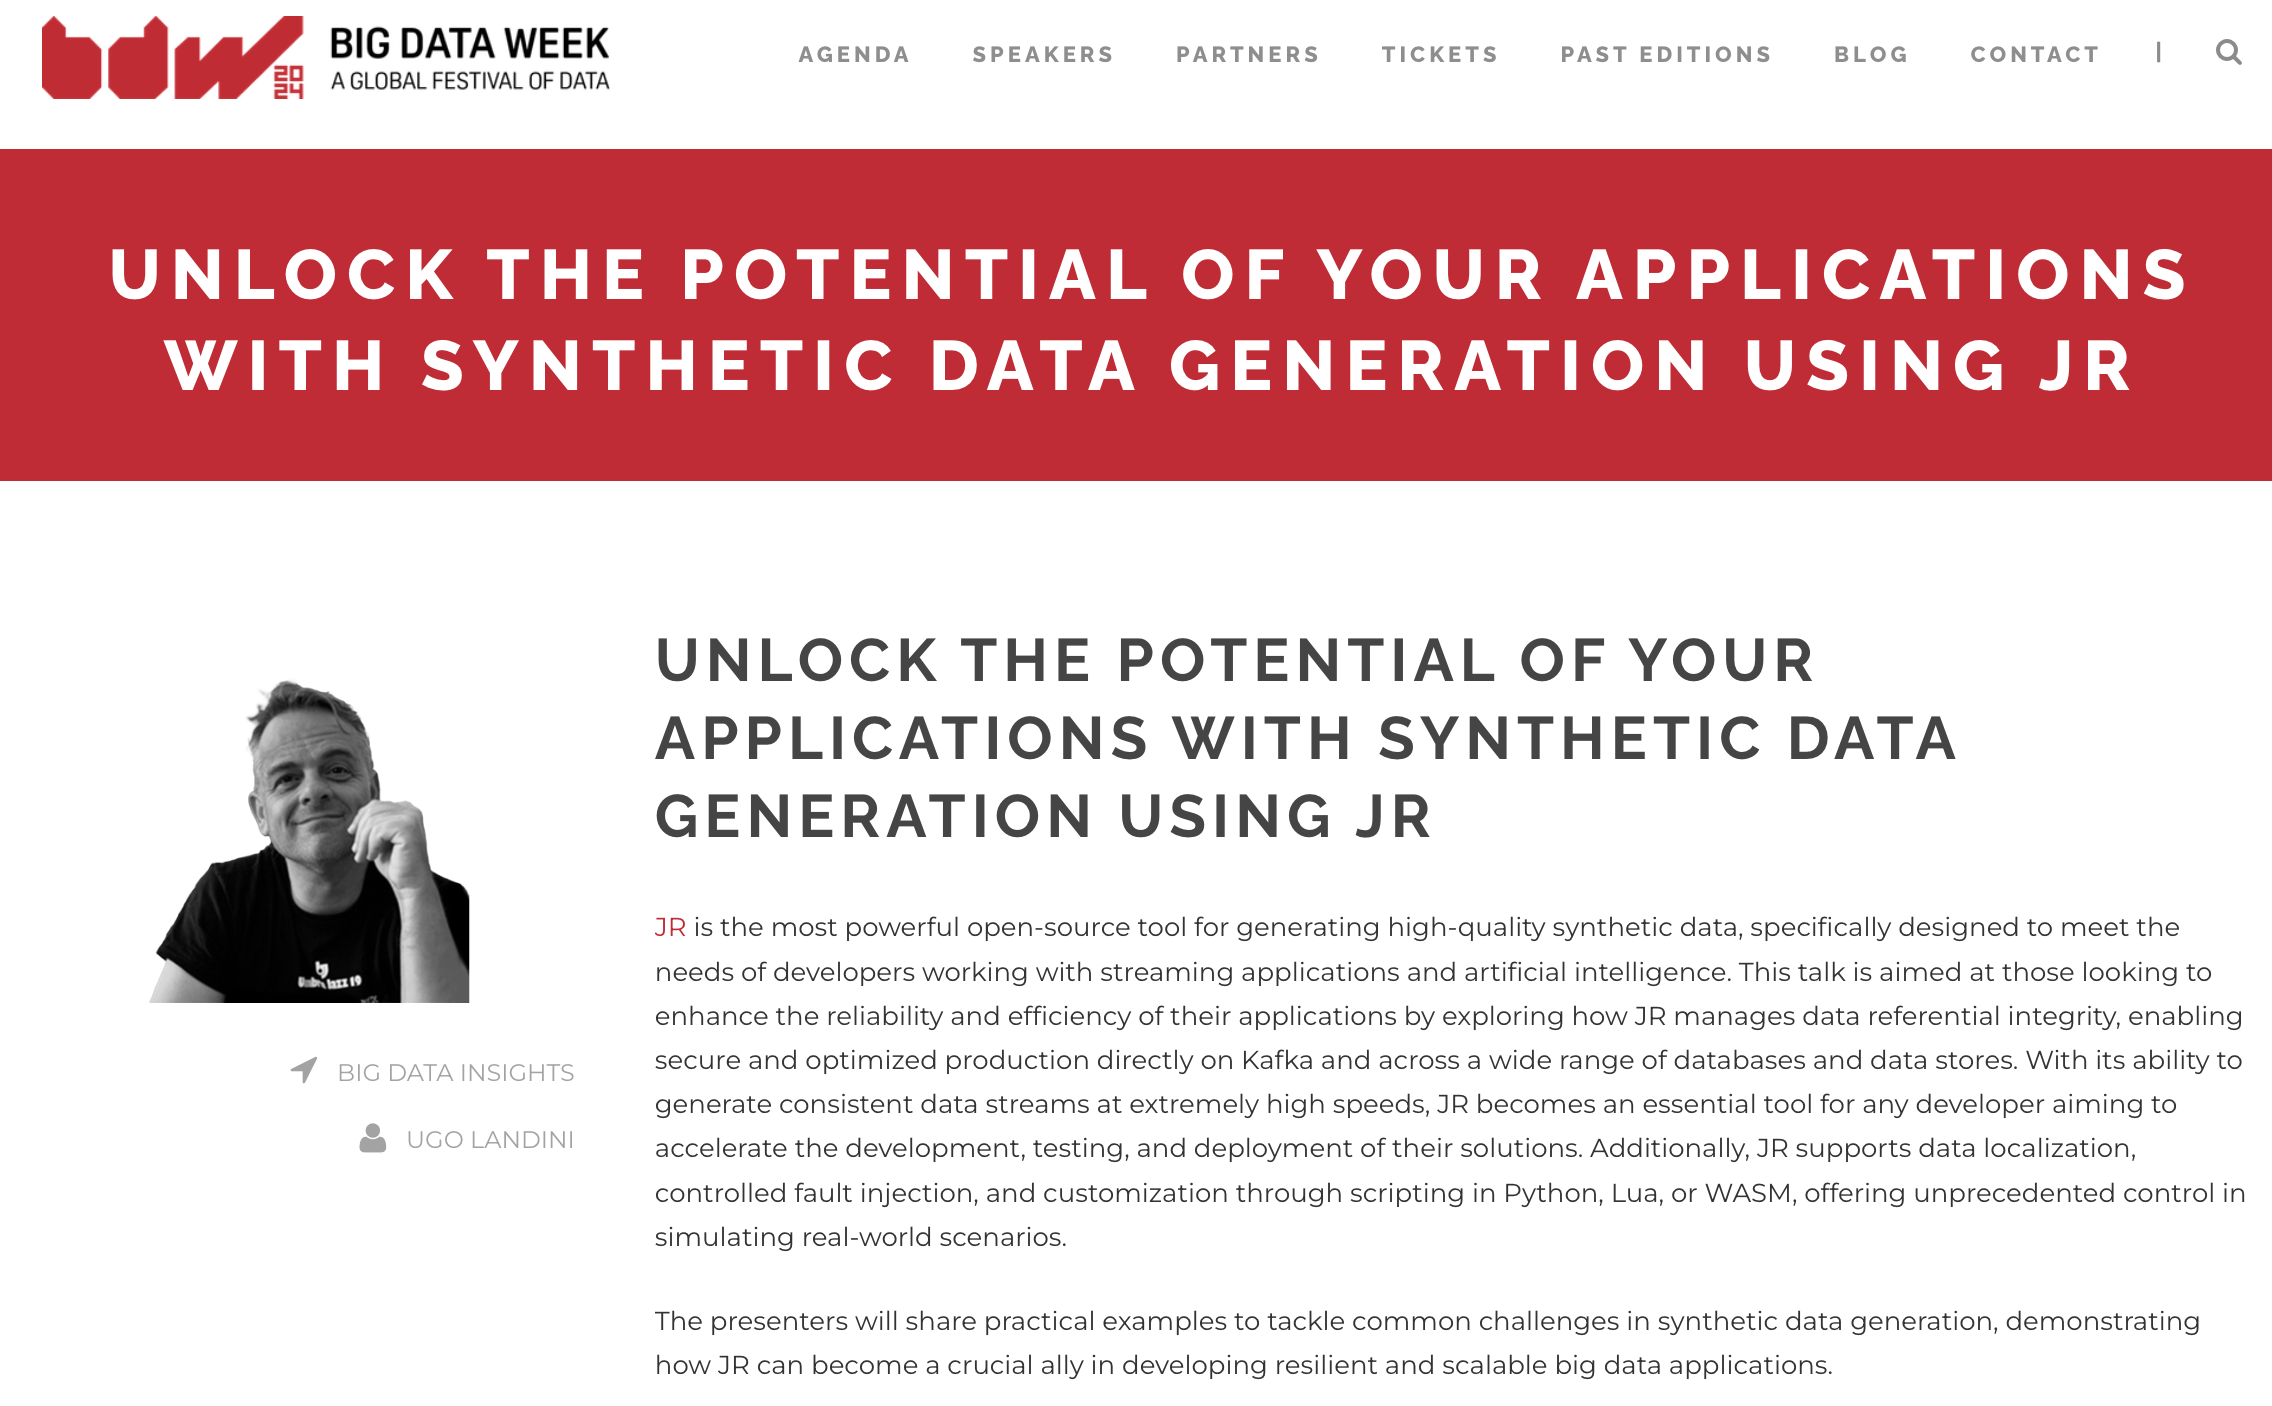 bdw 2024
BIG DATA WEEK
A GLOBAL FESTIVAL OF DATA
AGENDA SPEAKERS PARTNERS TICKETS PAST EDITIONS BLOG CONTACT |
UNLOCK THE POTENTIAL OF YOUR APPLICATIONS
WITH SYNTHETIC DATA GENERATION USING JR
UNLOCK THE POTENTIAL OF YOUR
APPLICATIONS WITH SYNTHETIC DATA
GENERATION USING JR
JR is the most powerful open-source tool for generating high-quality synthetic data, specifically designed to meet the
needs of developers working with streaming applications and artificial intelligence. This talk is aimed at those looking to
enhance the reliability and efficiency of their applications by exploring how JR manages data referential integrity, enabling
secure and optimized production directly on Kafka and across a wide range of databases and data stores. With its ability to
generate consistent data streams at extremely high speeds, JR becomes an essential tool for any developer aiming to
accelerate the development, testing, and deployment of their solutions. Additionally, JR supports data localization,
controlled fault injection, and customization through scripting in Python, Lua, or WASM, offering unprecedented control in
simulating real-world scenarios.
The presenters will share practical examples to tackle common challenges in synthetic data generation, demonstrating
how JR can become a crucial ally in developing resilient and scalable big data applications.
BIG DATA INSIGHTS
UGO LANDINI